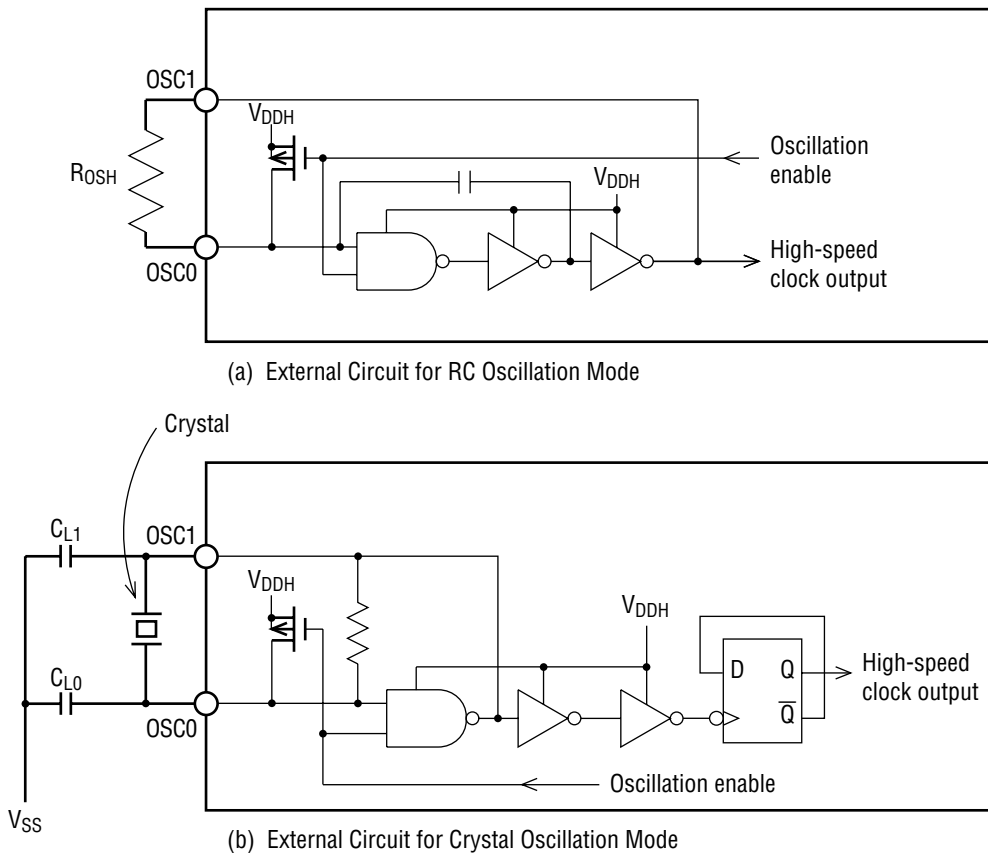 OSC1
VDDH
ROSH
Oscillation
enable
VDDH
OSC0
High-speed
clock output
(a) External Circuit for RC Oscillation Mode
Crystal
CL1
OSC1
VDDH
VDDH
CL0
D Q
Q̅
High-speed
clock output
OSC0
Oscillation enable
VSS
(b) External Circuit for Crystal Oscillation Mode